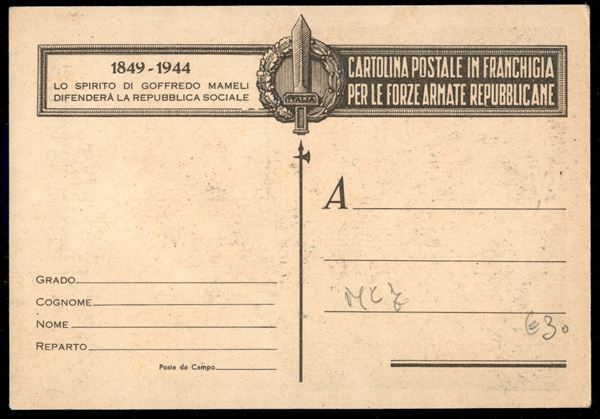 1849-1944
LO SPIRITO DI GOFFREDO MAMELI
DIFENDERÀ LA REPUBBLICA SOCIALE
ITALIA
CARTOLINA POSTALE IN FRANCHIGIA
PER LE FORZE ARMATE REPUBBLICANE
A
GRADO
COGNOME
NOME
REPARTO
Posta da Campo
€30